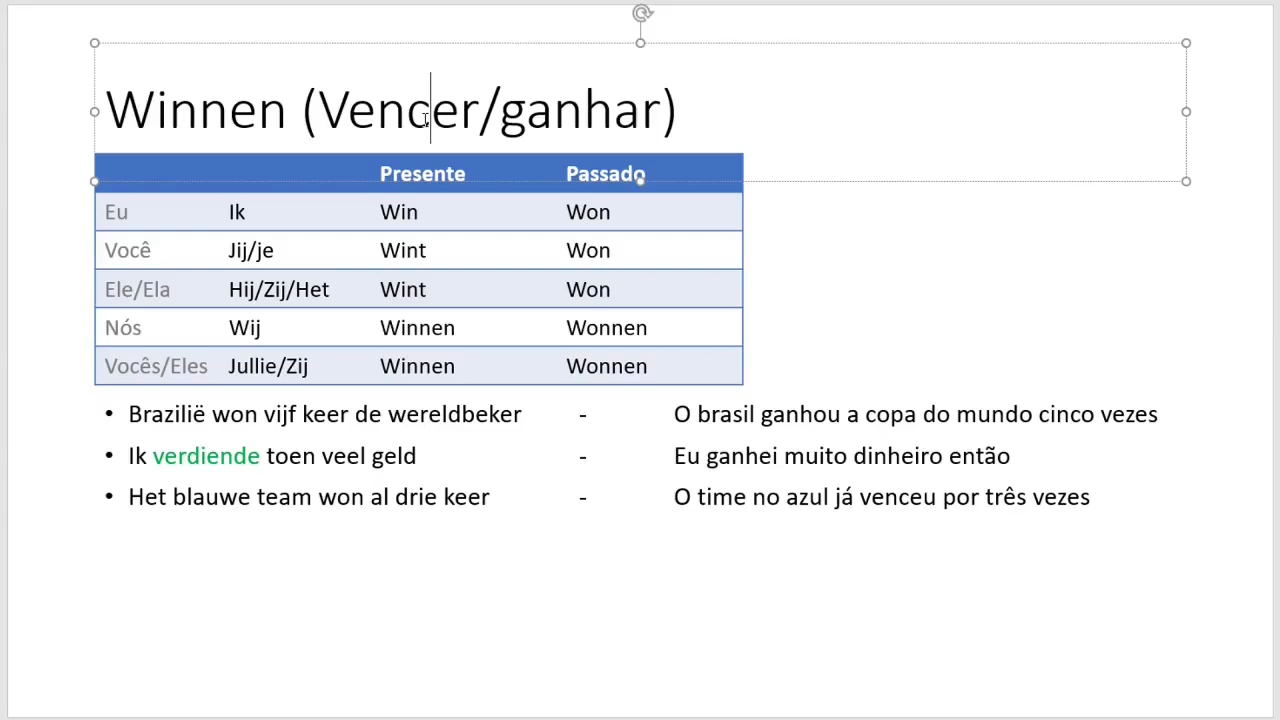 Winnen (Vencer/ganhar)
Presente Passado
Eu Ik Win Won
Você Jij/je Wint Won
Ele/Ela Hij/Zij/Het Wint Won
Nós Wij Winnen Wonnen
Vocês/Eles Jullie/Zij Winnen Wonnen
• Brazilië won vijf keer de wereldbeker - O brasil ganhou a copa do mundo cinco vezes
• Ik verdiende toen veel geld - Eu ganhei muito dinheiro então
• Het blauwe team won al drie keer - O time no azul já venceu por três vezes